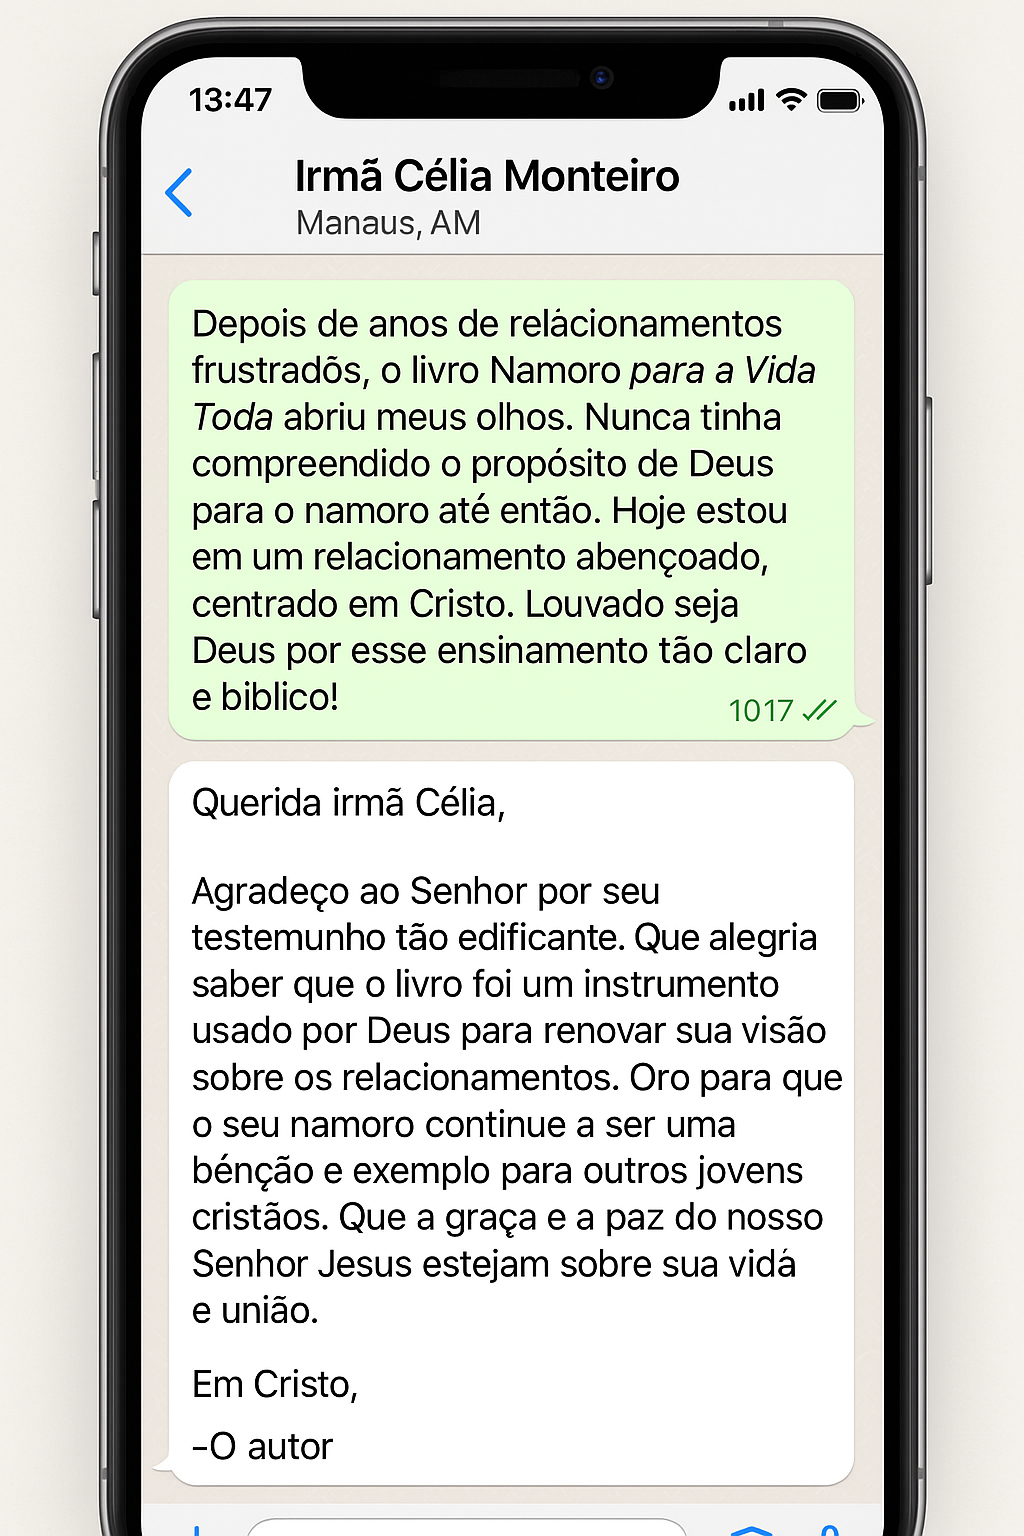 13:47
Irmã Célia Monteiro
Manaus, AM
Depois de anos de relácionamentos
frustradõs, o livro Namoro para a Vida
Toda abriu meus olhos. Nunca tinha
compreendido o propósito de Deus
para o namoro até então. Hoje estou
em um relacionamento abençoado,
centrado em Cristo. Louvado seja
Deus por esse ensinamento tão claro
e biblico!
1017
Querida irmã Célia,
Agradeço ao Senhor por seu
testemunho tão edificante. Que alegria
saber que o livro foi um instrumento
usado por Deus para renovar sua visão
sobre os relacionamentos. Oro para que
o seu namoro continue a ser uma
bénção e exemplo para outros jovens
cristãos. Que a graça e a paz do nosso
Senhor Jesus estejam sobre sua vidá
e união.
Em Cristo,
–O autor